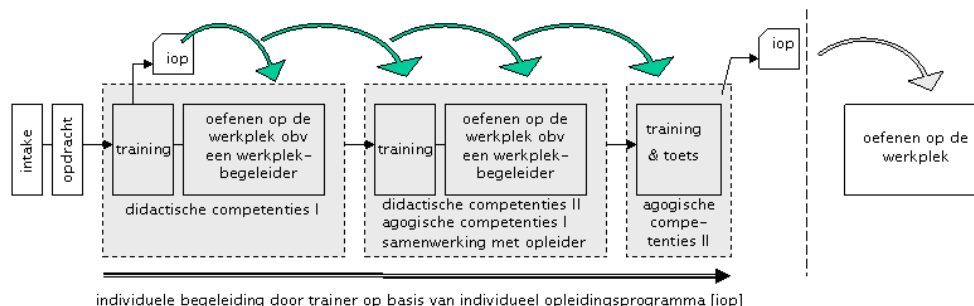 iop
iop
intake
opdracht
training
oefenen op de
werkplek obv
een werkplek-
begeleider
didactische competenties I
training
oefenen op de
werkplek obv
een werkplek-
begeleider
didactische competenties II
agogische competenties I
samenwerking met opleider
training
& toets
agogische
compe-
tenties II
oefenen op de
werkplek
individuele begeleiding door trainer op basis van individueel opleidingsprogramma [iop]